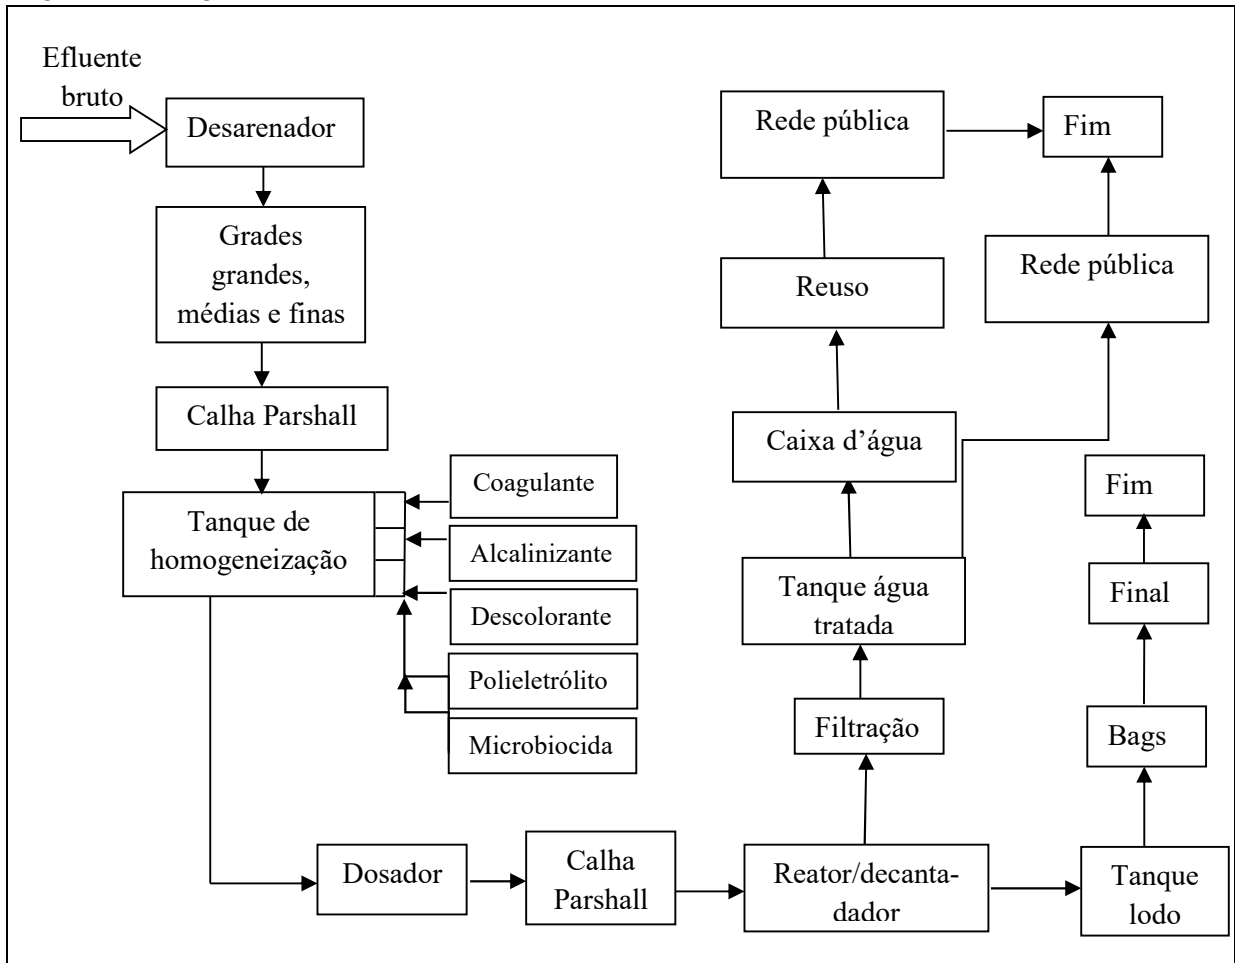 Efluente
bruto
Desarenador
Grades
grandes,
médias e finas
Calha Parshall
Tanque de
homogeneização
Coagulante
Alcalinizante
Descolorante
Polieletrólito
Microbiocida
Dosador
Calha
Parshall
Reator/decanta-
dador
Filtração
Tanque água
tratada
Caixa d’água
Reuso
Rede pública
Fim
Rede pública
Tanque
lodo
Bags
Final
Fim